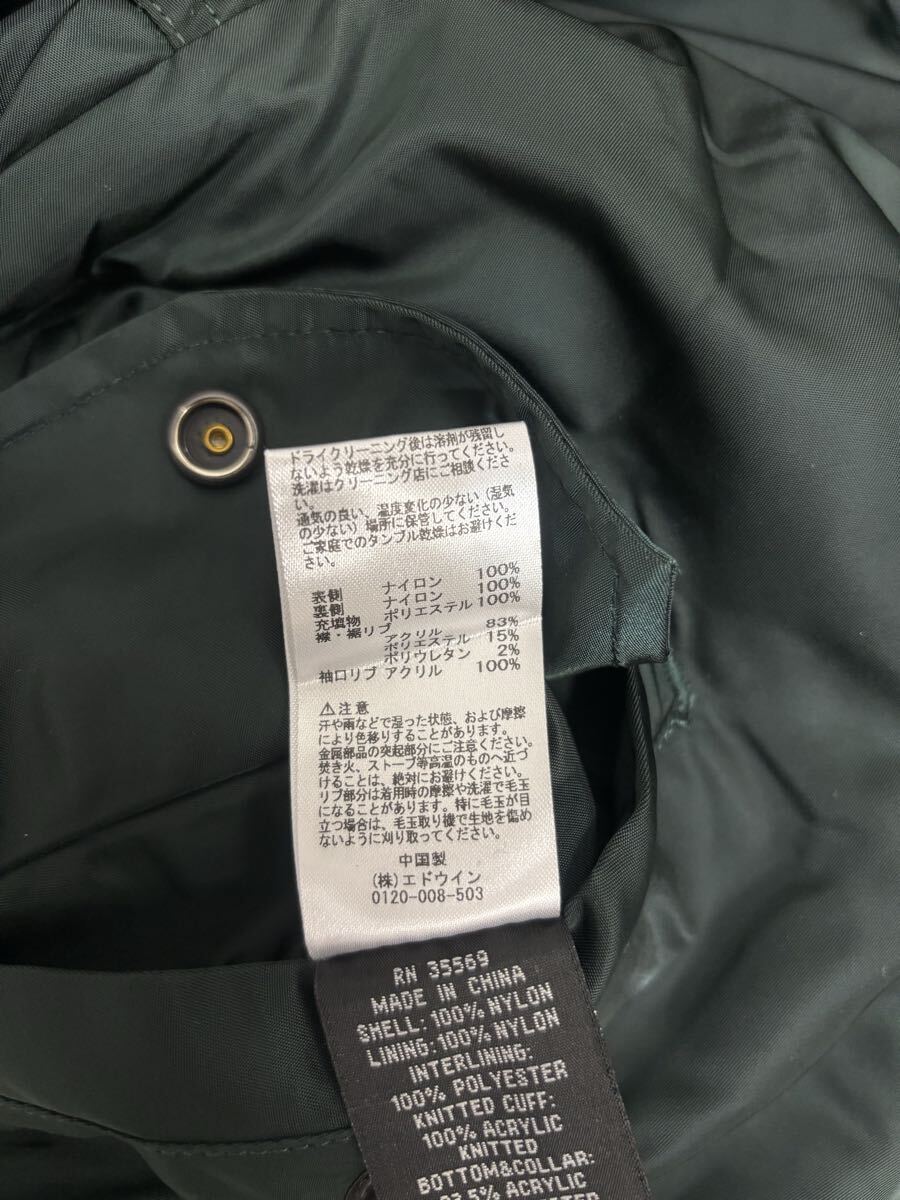 ドライクリーニング後は溶剤が残留し
ないよう乾燥を充分に行ってください。
洗濯はクリーニング店にご相談くださ
い。
通気の良い、温度変化の少ない（湿気
の少ない）場所に保管してください。
ご家庭でのタンブル乾燥はお避けくだ
さい。
表側 ナイロン 100%
裏側 ナイロン 100%
充填物 ポリエステル 100%
襟・裾リブ アクリル 83%
ポリエステル 15%
ポリウレタン 2%
袖口リブ アクリル 100%
⚠注意
汗や雨などで湿った状態、および摩擦
により色移りすることがあります。
金属部品の突起部分にご注意ください。
焚き火、ストーブ等高温のものへ近づ
けることは、絶対にお避けください。
リブ部分は着用時の摩擦や洗濯で毛玉
になることがあります。特に毛玉が目
立つ場合は、毛玉取り機で生地を傷め
ないように刈り取ってください。
中国製
(株)エドウイン
0120-008-503
RN 35569
MADE IN CHINA
SHELL:100% NYLON
LINING:100% NYLON
INTERLINING:
100% POLYESTER
KNITTED CUFF:
100% ACRYLIC
KNITTED
BOTTOM&COLLAR:
ACRYLIC